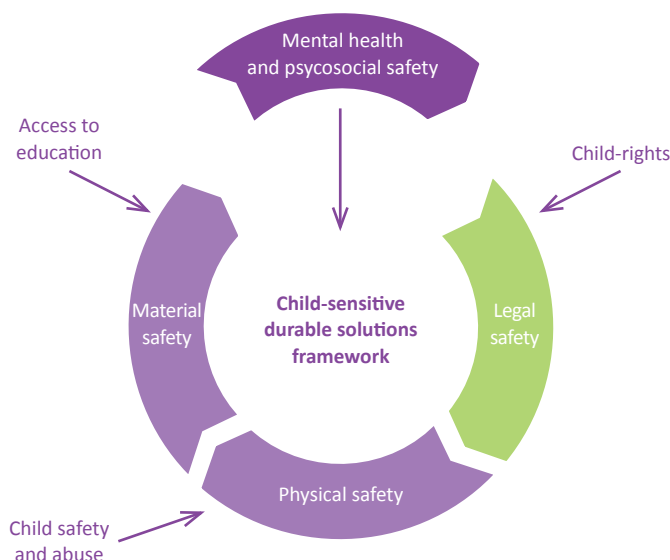 Mental health
and psycosocial safety
Access to
education
Child-rights
Material
safety
Child-sensitive
durable solutions
framework
Legal
safety
Physical safety
Child safety
and abuse